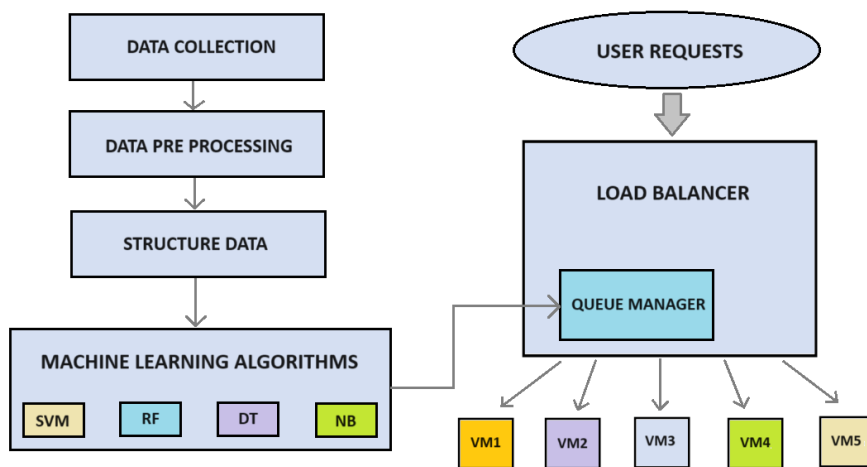 DATA COLLECTION
DATA PRE PROCESSING
STRUCTURE DATA
MACHINE LEARNING ALGORITHMS
SVM
RF
DT
NB
USER REQUESTS
LOAD BALANCER
QUEUE MANAGER
VM1
VM2
VM3
VM4
VM5